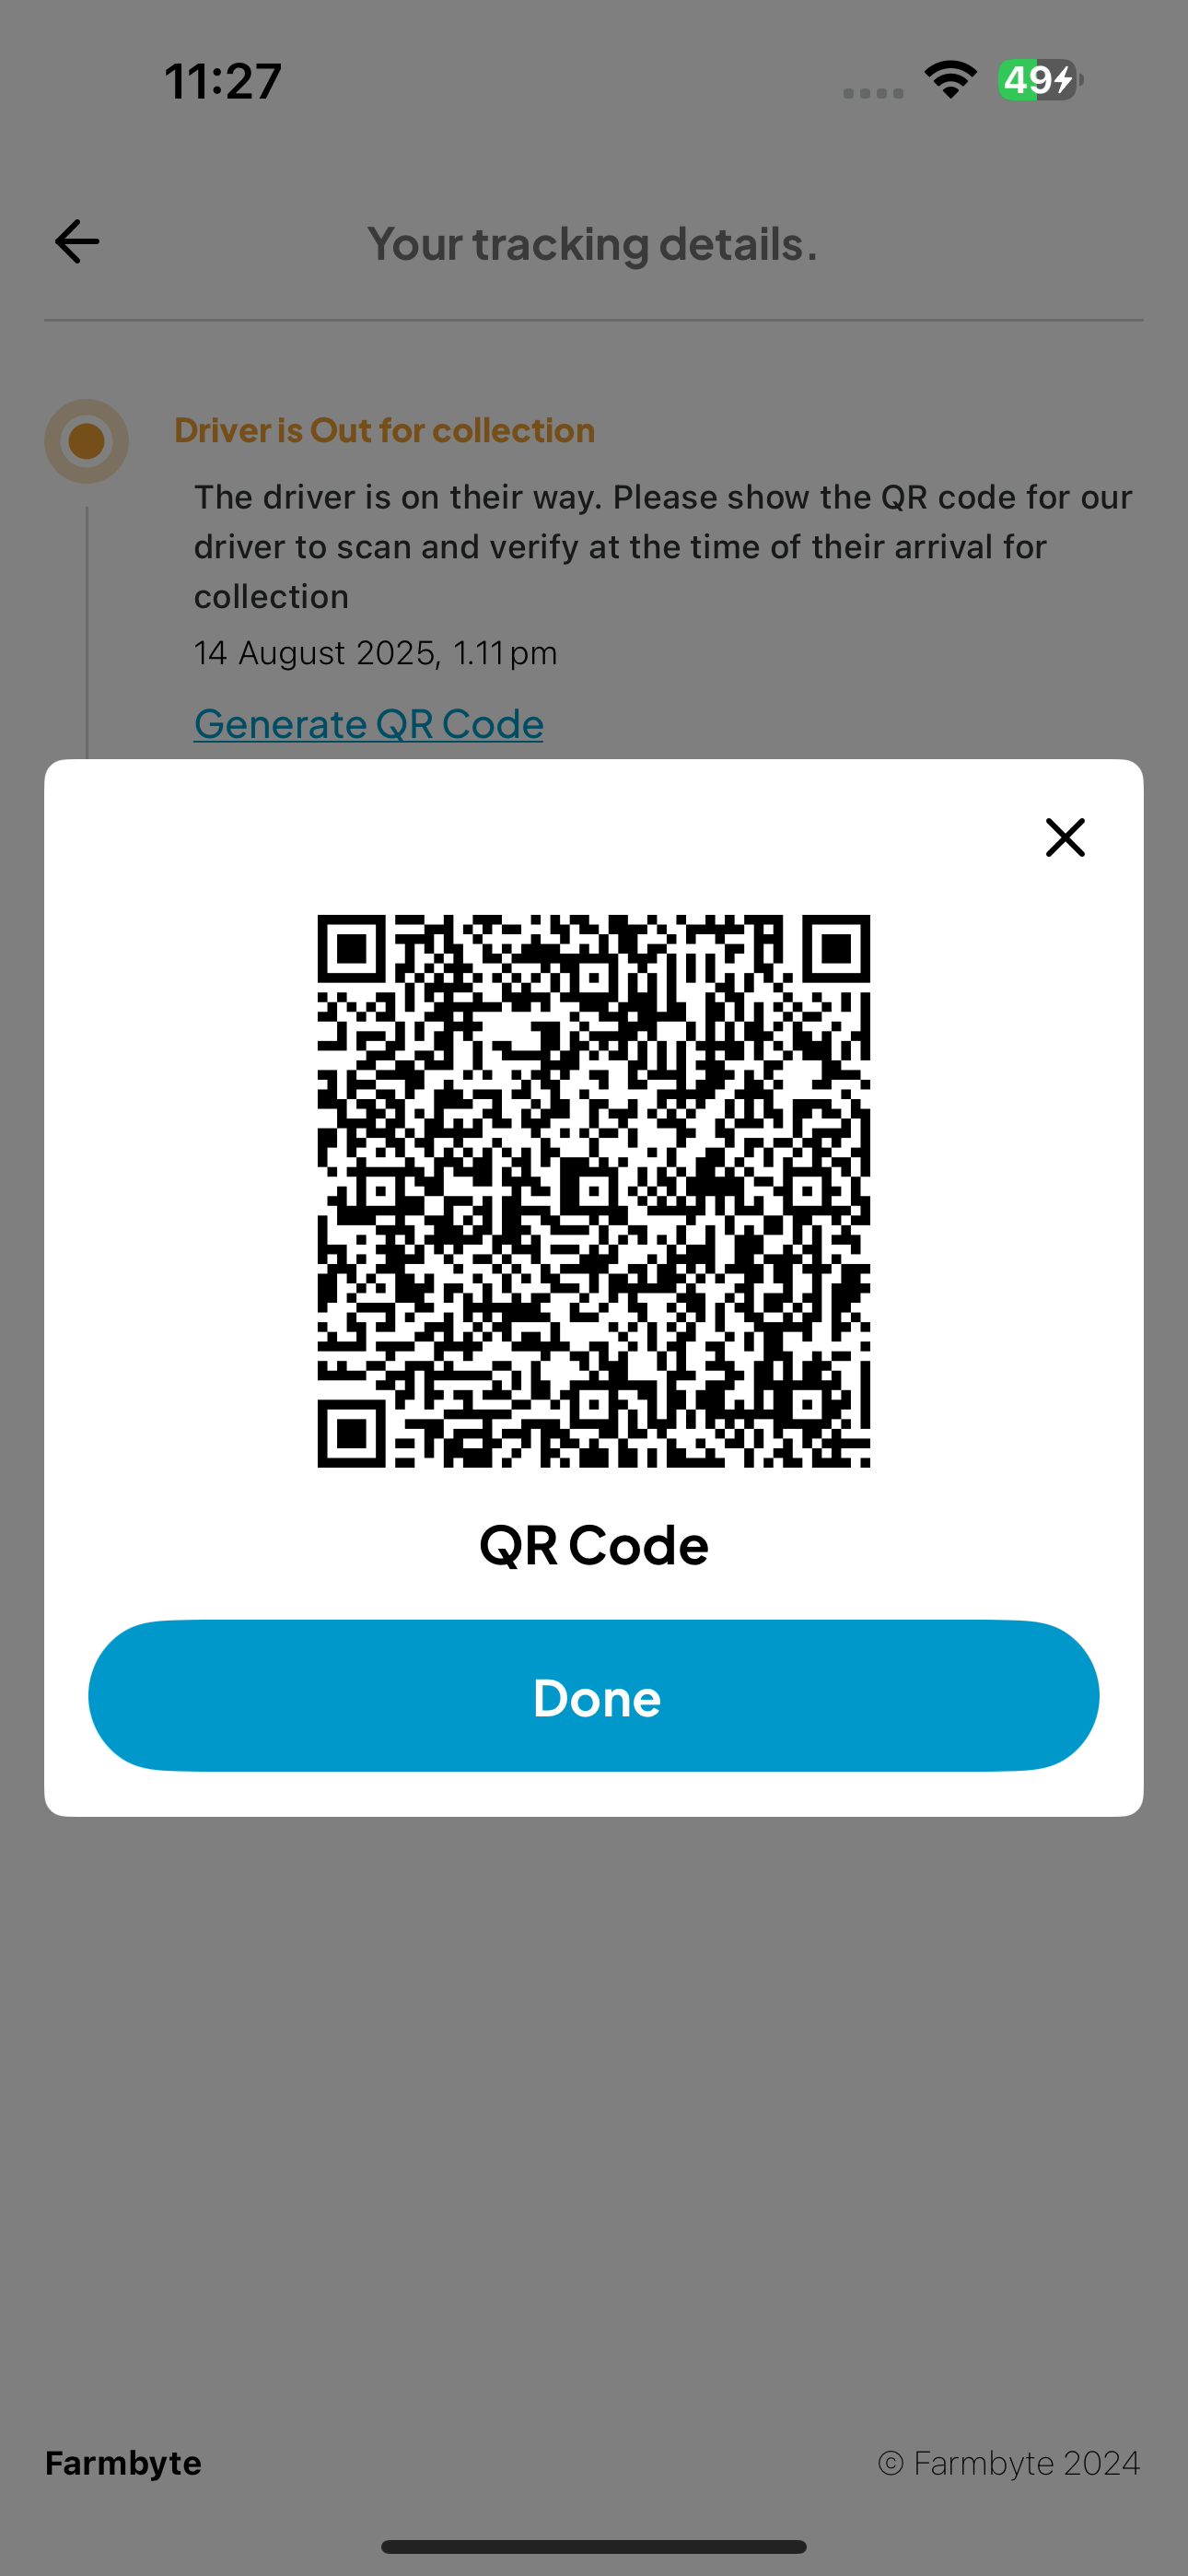 11:27
49
Your tracking details.
Driver is Out for collection
The driver is on their way. Please show the QR code for our
driver to scan and verify at the time of their arrival for
collection
14 August 2025, 1.11 pm
Generate QR Code
QR Code
Done
Farmbyte
© Farmbyte 2024